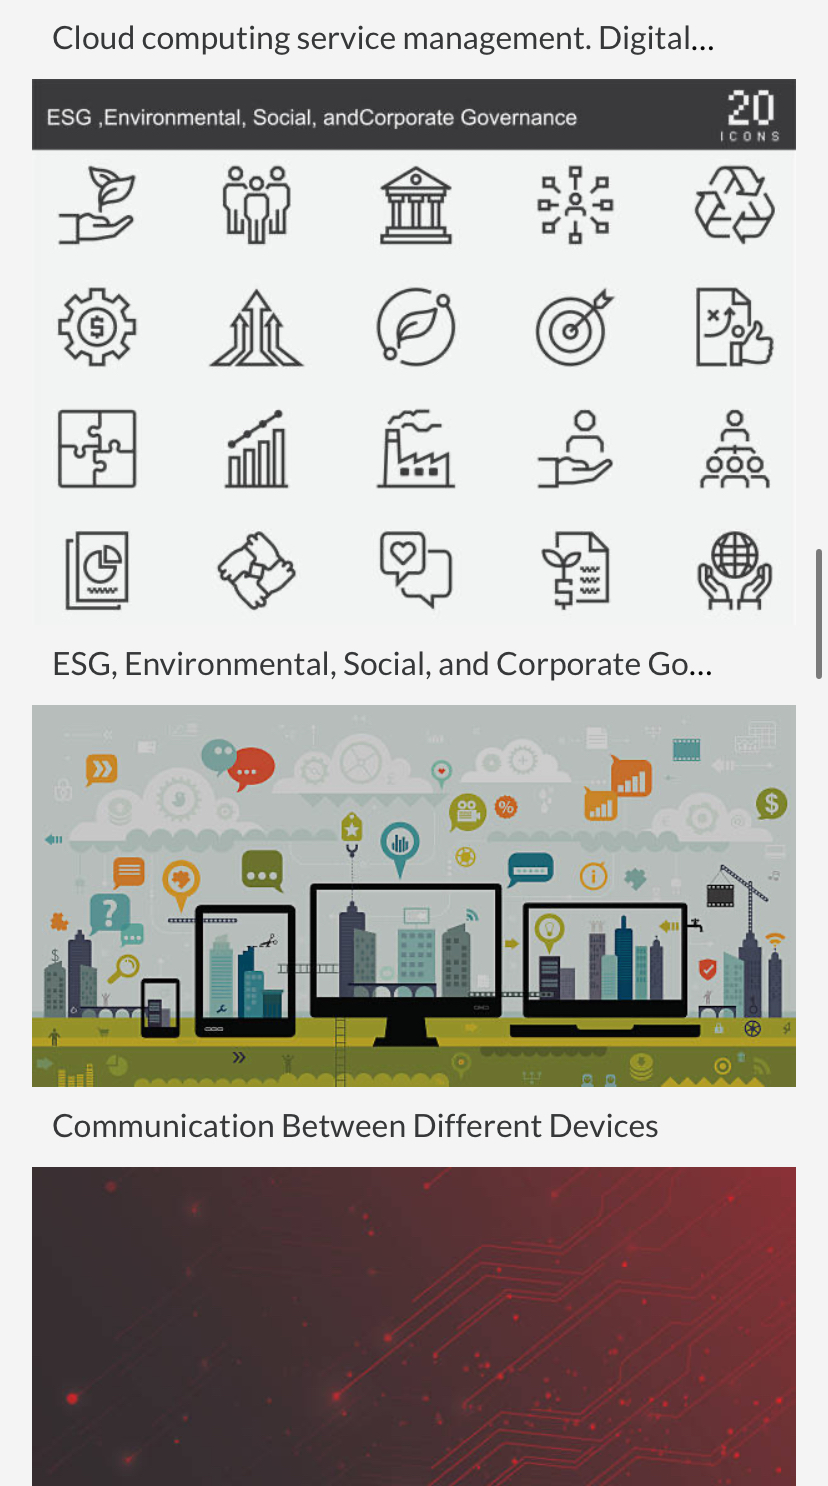 Cloud computing service management. Digital...
ESG ,Environmental, Social, andCorporate Governance
20
ICONS
$
$
ESG, Environmental, Social, and Corporate Go...
%
$
?
i
$
Communication Between Different Devices